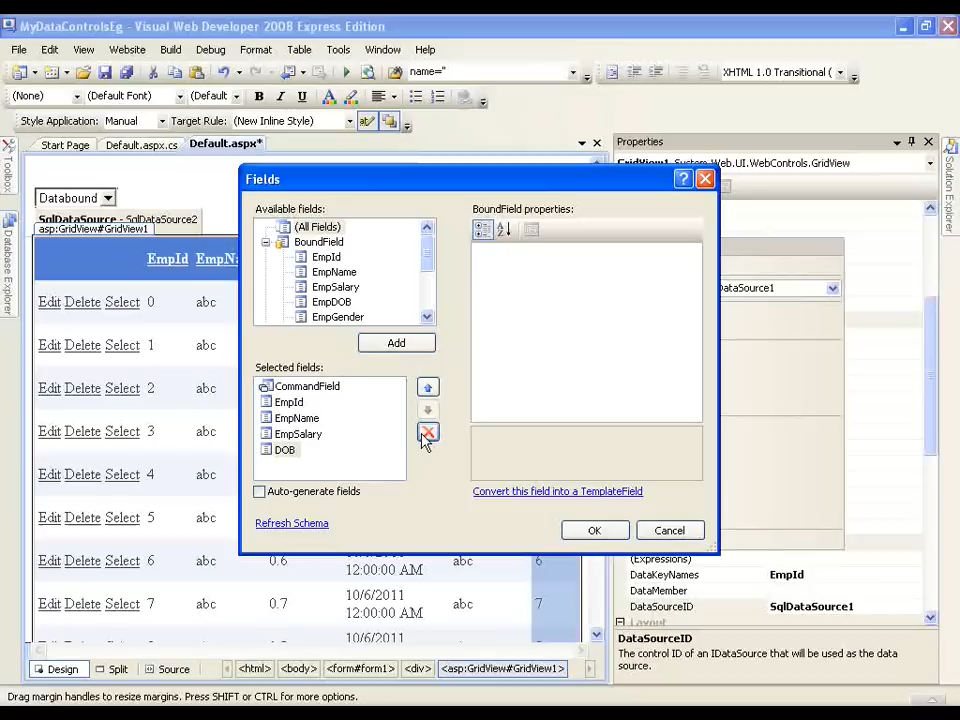 MyDataControlsEg - Visual Web Developer 2008 Express Edition
File Edit View Website Build Debug Format Table Tools Window Help
name="
XHTML 1.0 Transitional (
(None) (Default Font) (Default B I U A
Style Application: Manual Target Rule: (New Inline Style)
Start Page Default.aspx.cs Default.aspx*
Properties
GridView1 System.Web.UI.WebControls.GridView
Toolbox
Database Explorer
Solution Explorer
Databound
SqlDataSource - SqlDataSource2
asp:GridView#GridView1
EmpId EmpNa
Edit Delete Select 0 abc
Edit Delete Select 1 abc
Edit Delete Select 2 abc
Edit Delete Select 3 abc
Edit Delete Select 4 abc
Edit Delete Select 5 abc
Edit Delete Select 6 abc 0.6 12:00:00 AM abc 6
Edit Delete Select 7 abc 0.7 10/6/2011 12:00:00 AM abc 7
10/6/2011
Fields
Available fields:
(All Fields)
BoundField
EmpId
EmpName
EmpSalary
EmpDOB
EmpGender
Add
Selected fields:
CommandField
EmpId
EmpName
EmpSalary
DOB
Auto-generate fields
Refresh Schema
BoundField properties:
Convert this field into a TemplateField
OK Cancel
DataSource1
(Expressions)
DataKeyNames EmpId
DataMember
DataSourceID SqlDataSource1
Layout
DataSourceID
The control ID of an IDataSource that will be used as the data
source.
Design Split Source <html> <body> <form#form1> <div> <asp:GridView#GridView1>
Drag margin handles to resize margins. Press SHIFT or CTRL for more options.